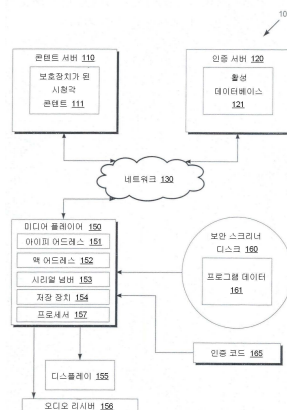 10
콘텐트 서버 110
보호장치가 된
시청각
콘텐트 111
인증 서버 120
활성
데이터베이스
121
네트워크 130
미디어 플레이어 150
아이피 어드레스 151
맥 어드레스 152
시리얼 넘버 153
저장 장치 154
프로세서 157
보안 스크리너
디스크 160
프로그램 데이터
161
인증 코드 165
디스플레이 155
오디오 리시버 156